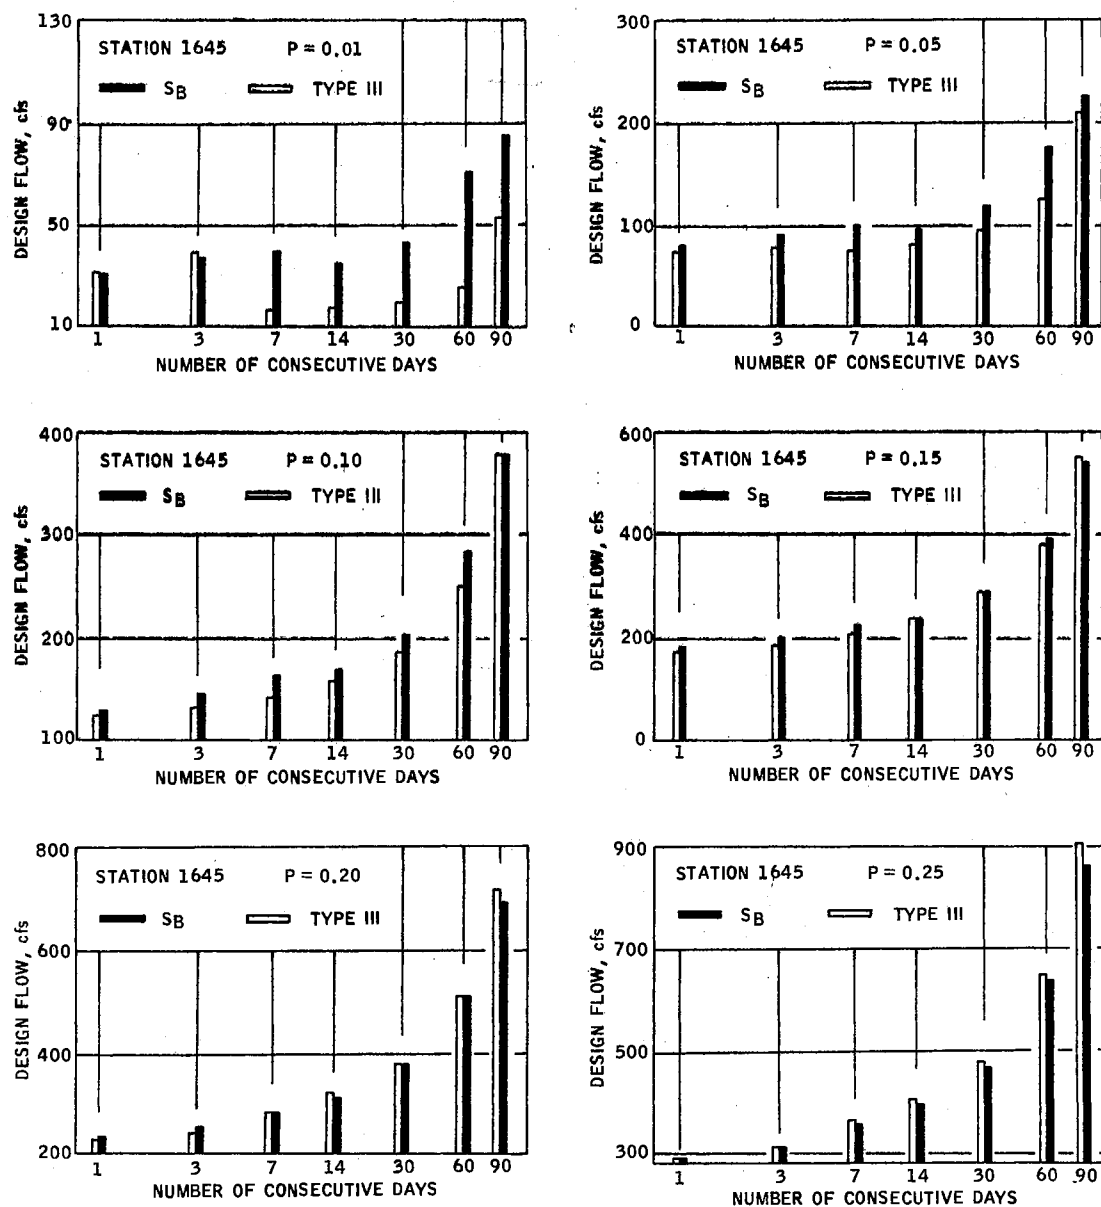 130
STATION 1645 P = 0.01
S_B TYPE III
90
DESIGN FLOW, cfs
50
10
1 3 7 14 30 60 90
NUMBER OF CONSECUTIVE DAYS
300
STATION 1645 P = 0.05
S_B TYPE III
200
DESIGN FLOW, cfs
100
0
1 3 7 14 30 60 90
NUMBER OF CONSECUTIVE DAYS
400
STATION 1645 P = 0.10
S_B TYPE III
300
DESIGN FLOW, cfs
200
100
1 3 7 14 30 60 90
NUMBER OF CONSECUTIVE DAYS
600
STATION 1645 P = 0.15
S_B TYPE III
400
DESIGN FLOW, cfs
200
0
1 3 7 14 30 60 90
NUMBER OF CONSECUTIVE DAYS
800
STATION 1645 P = 0.20
S_B TYPE III
600
DESIGN FLOW, cfs
400
200
1 3 7 14 30 60 90
NUMBER OF CONSECUTIVE DAYS
900
STATION 1645 P = 0.25
S_B TYPE III
700
DESIGN FLOW, cfs
500
300
1 3 7 14 30 60 90
NUMBER OF CONSECUTIVE DAYS